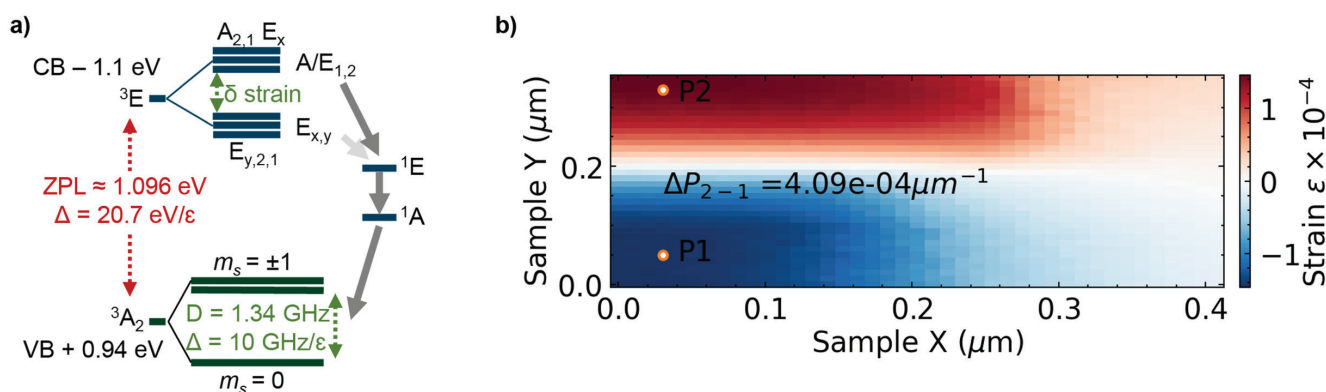 a)
A₂,₁ Eₓ
CB – 1.1 eV
A/E₁,₂
³E
δ strain
Eₓ,ᵧ
Eᵧ,₂,₁
¹E
ZPL ≈ 1.096 eV
Δ = 20.7 eV/ε
¹A
mₛ = ±1
³A₂
D = 1.34 GHz
Δ = 10 GHz/ε
VB + 0.94 eV
mₛ = 0
b)
P2
ΔP₂₋₁ =4.09e-04μm⁻¹
P1
Sample Y (μm)
0.2
0.0
0.0 0.1 0.2 0.3 0.4
Sample X (μm)
1
0
−1
Strain ε × 10⁻⁴